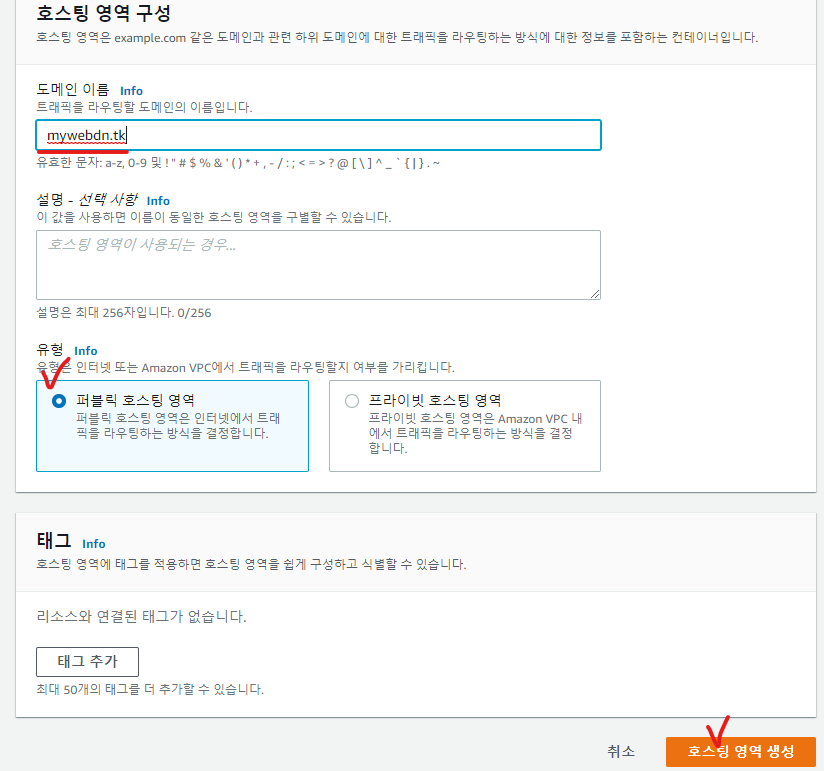 호스팅 영역 구성
호스팅 영역은 example.com 같은 도메인과 관련 하위 도메인에 대한 트래픽을 라우팅하는 방식에 대한 정보를 포함하는 컨테이너입니다.
도메인 이름 Info
트래픽을 라우팅할 도메인의 이름입니다.
mywebdn.tk
유효한 문자: a-z, 0-9 및 ! " # $ % & ' ( ) * + , - / : ; < = > ? @ [ \ ] ^ _ ` { | } . ~
설명 - 선택 사항 Info
이 값을 사용하면 이름이 동일한 호스팅 영역을 구별할 수 있습니다.
호스팅 영역이 사용되는 경우...
설명은 최대 256자입니다. 0/256
유형 Info
유형은 인터넷 또는 Amazon VPC에서 트래픽을 라우팅할지 여부를 가리킵니다.
퍼블릭 호스팅 영역
퍼블릭 호스팅 영역은 인터넷에서 트래
픽을 라우팅하는 방식을 결정합니다.
프라이빗 호스팅 영역
프라이빗 호스팅 영역은 Amazon VPC 내
에서 트래픽을 라우팅하는 방식을 결정
합니다.
태그 Info
호스팅 영역에 태그를 적용하면 호스팅 영역을 쉽게 구성하고 식별할 수 있습니다.
리소스와 연결된 태그가 없습니다.
태그 추가
최대 50개의 태그를 더 추가할 수 있습니다.
취소 호스팅 영역 생성